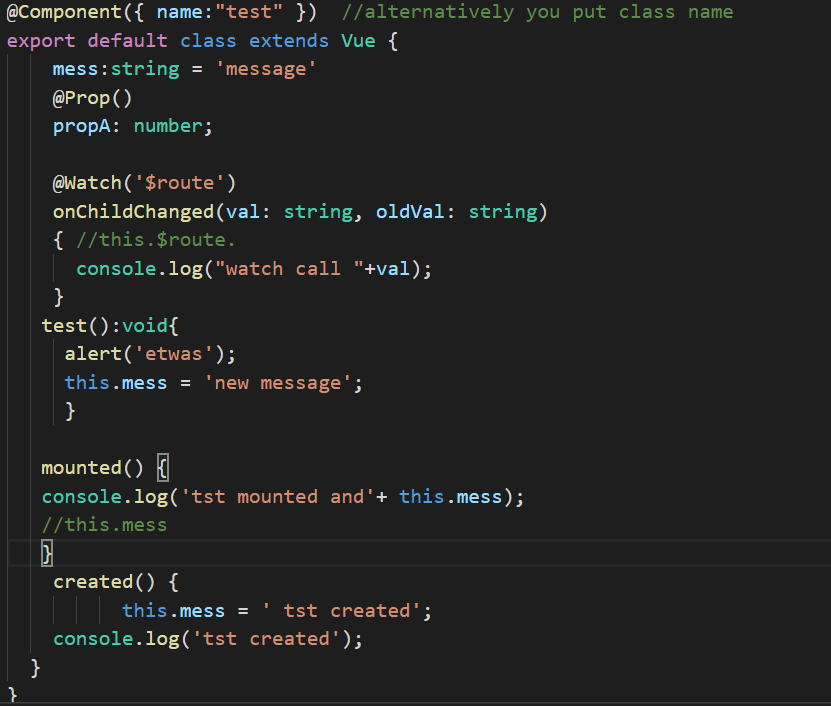 @Component({ name:"test" })  //alternatively you put class name
export default class extends Vue {
    mess:string = 'message'
    @Prop()
    propA: number;

    @Watch('$route')
    onChildChanged(val: string, oldVal: string)
    { //this.$route.
      console.log("watch call "+val);
    }
   test():void{
     alert('etwas');
     this.mess = 'new message';
     }

   mounted() {
   console.log('tst mounted and'+ this.mess);
   //this.mess
   }
    created() {
          this.mess = ' tst created';
    console.log('tst created');
  }
}